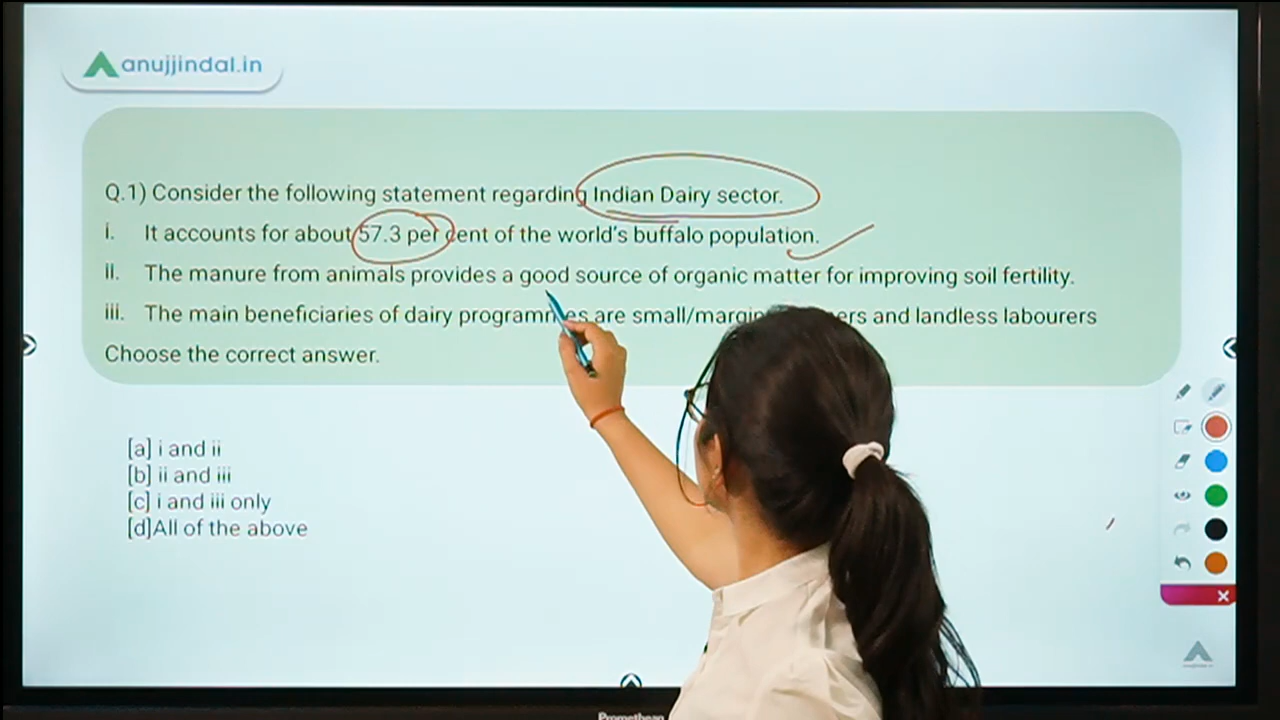 anujjindal.in
Q.1) Consider the following statement regarding Indian Dairy sector.
i. It accounts for about 57.3 per cent of the world's buffalo population.
ii. The manure from animals provides a good source of organic matter for improving soil fertility.
iii. The main beneficiaries of dairy programmes are small/marginal and landless labourers
Choose the correct answer.
[a] i and ii
[b] ii and iii
[c] i and iii only
[d]All of the above
Promethean